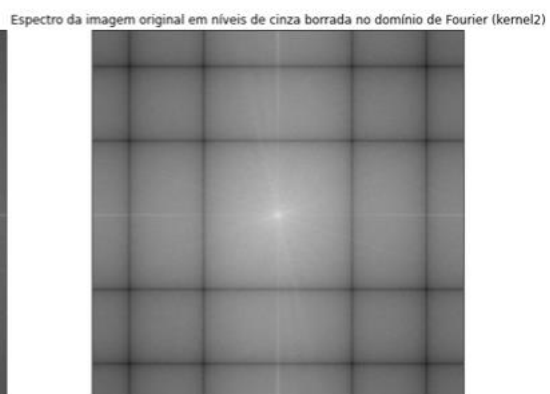 Espectro da imagem original em níveis de cinza borrada no domínio de Fourier (kernel2)